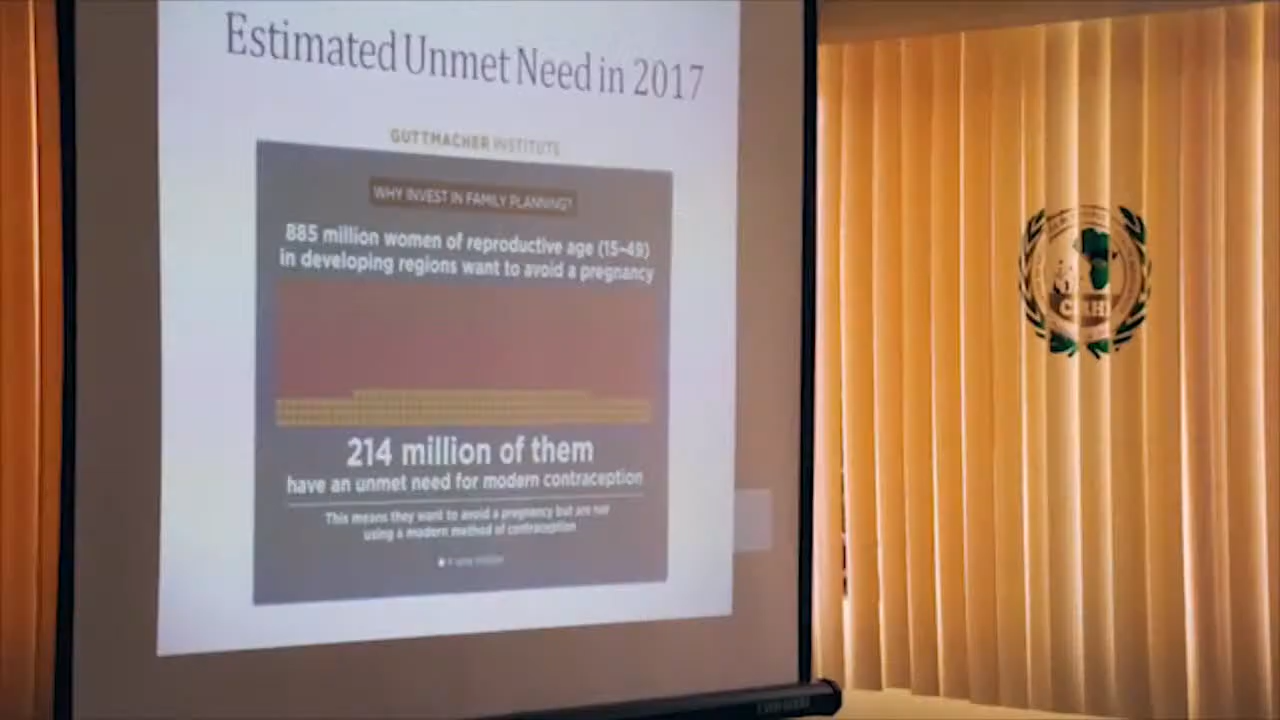 Estimated Unmet Need in 2017
GUTTMACHER INSTITUTE
WHY INVEST IN FAMILY PLANNING?
885 million women of reproductive age (15–49)
in developing regions want to avoid a pregnancy
214 million of them
have an unmet need for modern contraception
This means they want to avoid a pregnancy but are not
using a modern method of contraception